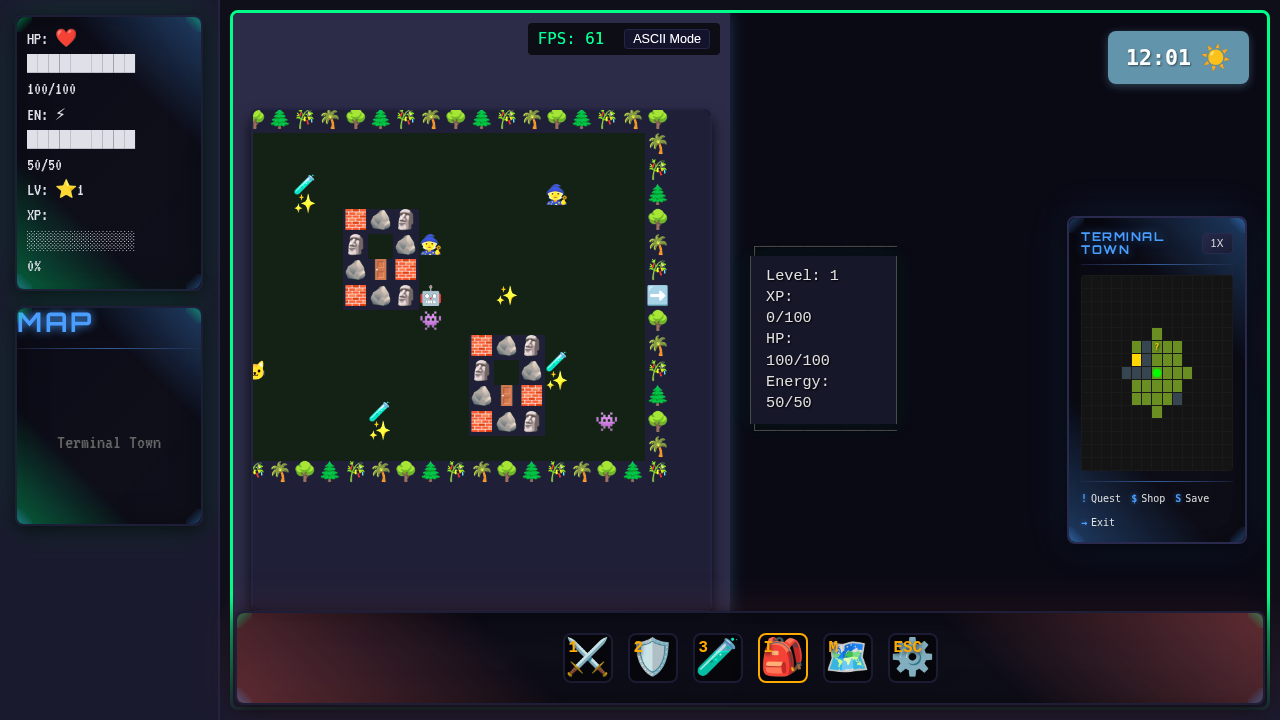 HP:
100/100
EN:
50/50
LV: 1
XP:
0%
MAP
Terminal Town
FPS: 61
ASCII Mode
Level: 1
XP:
0/100
HP:
100/100
Energy:
50/50
12:01
TERMINAL
TOWN
1X
?
! Quest $ Shop S Save
→ Exit
1 2 3 I M ESC